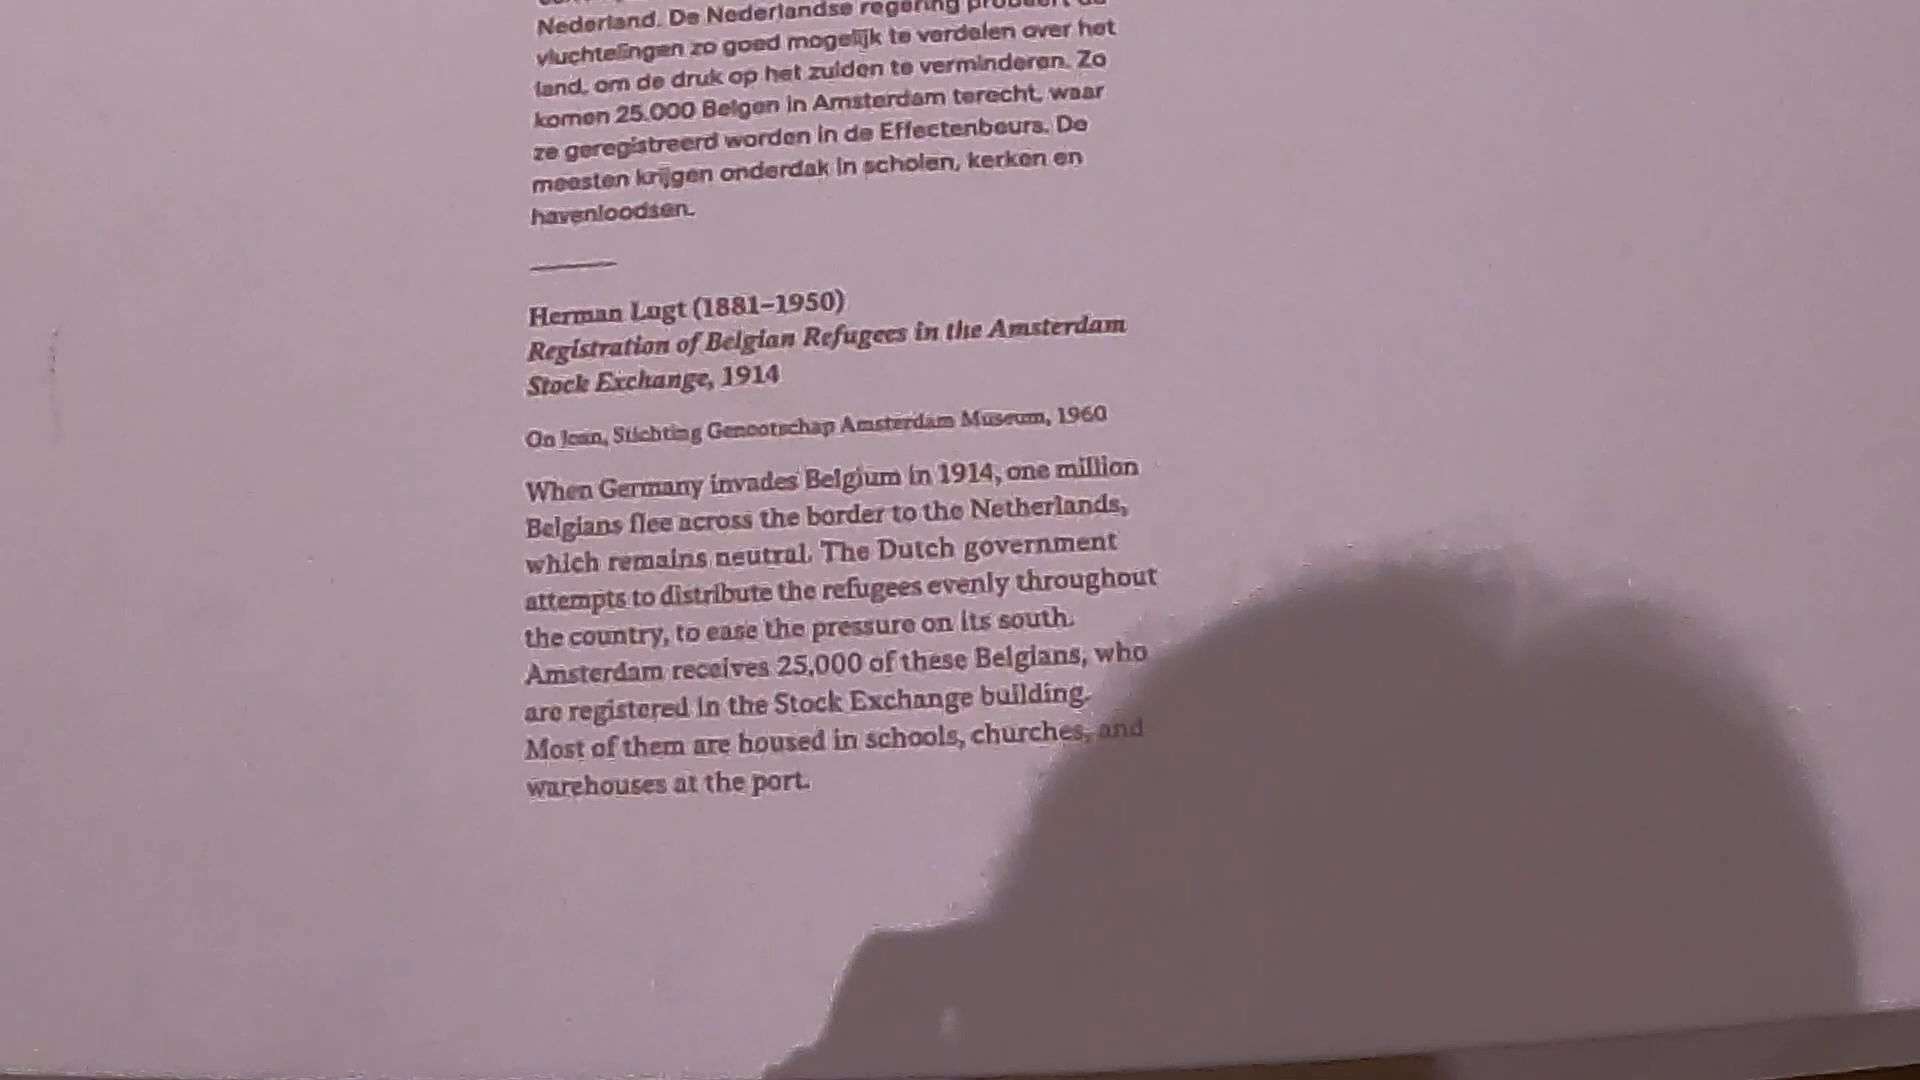 Nederland. De Nederlandse regering probeert de
vluchtelingen zo goed mogelijk te verdelen over het
land, om de druk op het zuiden te verminderen. Zo
komen 25.000 Belgen in Amsterdam terecht, waar
ze geregistreerd worden in de Effectenbeurs. De
meesten krijgen onderdak in scholen, kerken en
havenloodsen.
Herman Lugt (1881–1950)
Registration of Belgian Refugees in the Amsterdam
Stock Exchange, 1914
On loan, Stichting Genootschap Amsterdam Museum, 1960
When Germany invades Belgium in 1914, one million
Belgians flee across the border to the Netherlands,
which remains neutral. The Dutch government
attempts to distribute the refugees evenly throughout
the country, to ease the pressure on its south.
Amsterdam receives 25,000 of these Belgians, who
are registered in the Stock Exchange building.
Most of them are housed in schools, churches, and
warehouses at the port.